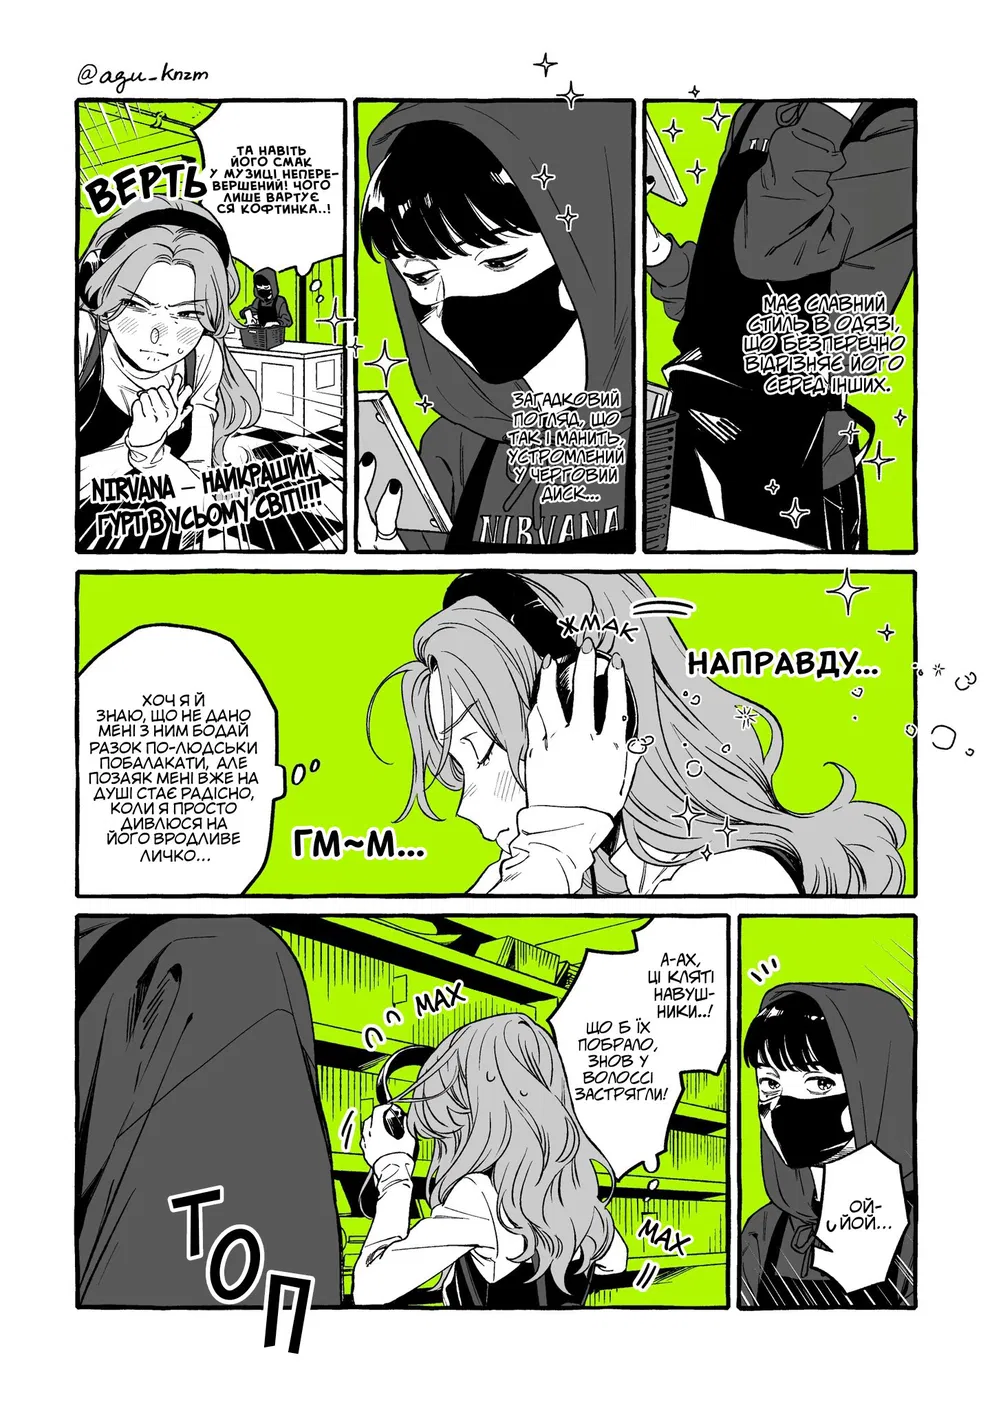 @agu_knzm
МАЄ СЛАВНИЙ
СТИЛЬ В ОДЯЗІ,
ЩО БЕЗПЕРЕЧНО
ВІДРІЗНЯЄ ЙОГО
СЕРЕД ІНШИХ.
ЗАГАДКОВИЙ
ПОГЛЯД, ЩО
ТАК І МАНИТЬ,
УСТРОМЛЕНИЙ
У ЧЕРГОВИЙ
ДИСК...
NIRVANA
ТА НАВІТЬ
ЙОГО СМАК
У МУЗИЦІ НЕПЕРЕ-
ВЕРШЕНИЙ! ЧОГО
ЛИШЕ ВАРТУЄ
СЯ КОФТИНКА..!
ВЕРТЬ
NIRVANA – НАЙКРАЩИЙ
ГУРТ В УСЬОМУ СВІТІ!!!
ЖМАК
НАПРАВДУ...
ХОЧ Я Й
ЗНАЮ, ЩО НЕ ДАНО
МЕНІ З НИМ БОДАЙ
РАЗОК ПО-ЛЮДСЬКИ
ПОБАЛАКАТИ, АЛЕ
ПОЗАЯК МЕНІ ВЖЕ НА
ДУШІ СТАЄ РАДІСНО,
КОЛИ Я ПРОСТО
ДИВЛЮСЯ НА
ЙОГО ВРОДЛИВЕ
ЛИЧКО...
ГМ~М...
ОЙ-
ЙОЙ...
А-АХ,
ЦІ КЛЯТІ
НАВУШ-
НИКИ..!
ЩО Б ЇХ
ПОБРАЛО,
ЗНОВ У
ВОЛОССІ
ЗАСТРЯГЛИ!
МАХ
МАХ
ТОП